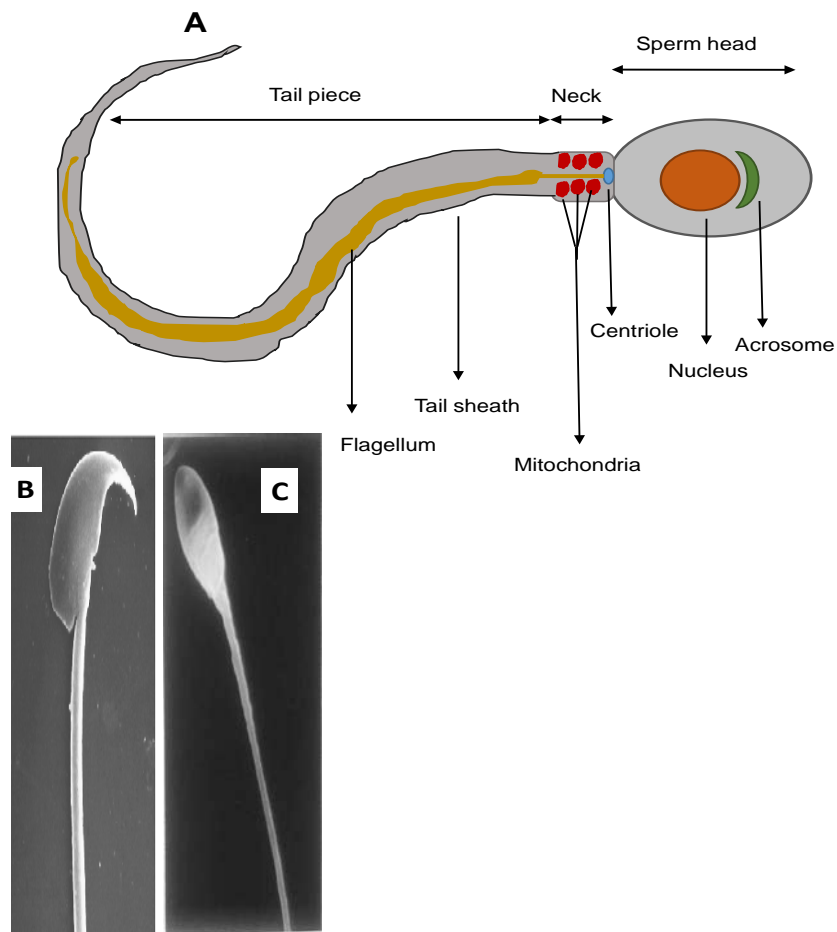 A
Sperm head
Tail piece
Neck
Centriole
Acrosome
Nucleus
Tail sheath
Flagellum
Mitochondria
B
C